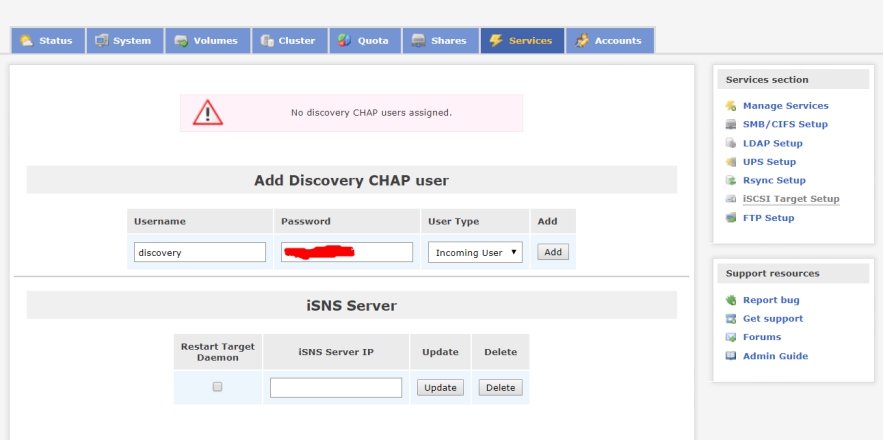 Status System Volumes Cluster Quota Shares Services Accounts
No discovery CHAP users assigned.
Add Discovery CHAP user
Username Password User Type Add
discovery Incoming User Add
iSNS Server
Restart Target Daemon iSNS Server IP Update Delete
Update Delete
Services section
Manage Services
SMB/CIFS Setup
LDAP Setup
UPS Setup
Rsync Setup
iSCSI Target Setup
FTP Setup
Support resources
Report bug
Get support
Forums
Admin Guide